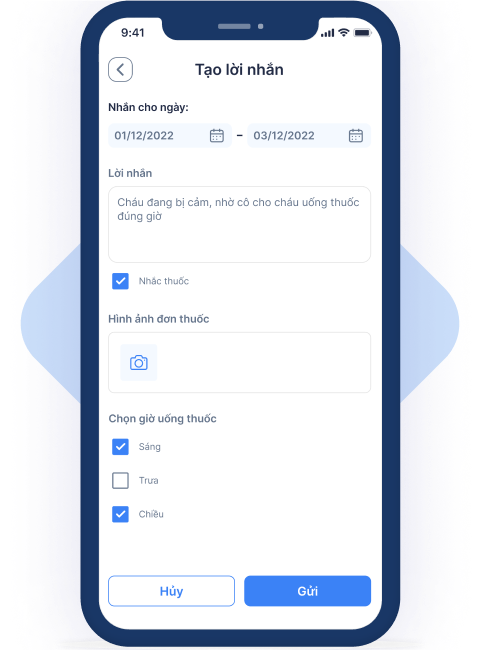 9:41
Tạo lời nhắn
Nhắn cho ngày:
01/12/2022 – 03/12/2022
Lời nhắn
Cháu đang bị cảm, nhờ cô cho cháu uống thuốc
đúng giờ
Nhắc thuốc
Hình ảnh đơn thuốc
Chọn giờ uống thuốc
Sáng
Trưa
Chiều
Hủy Gửi